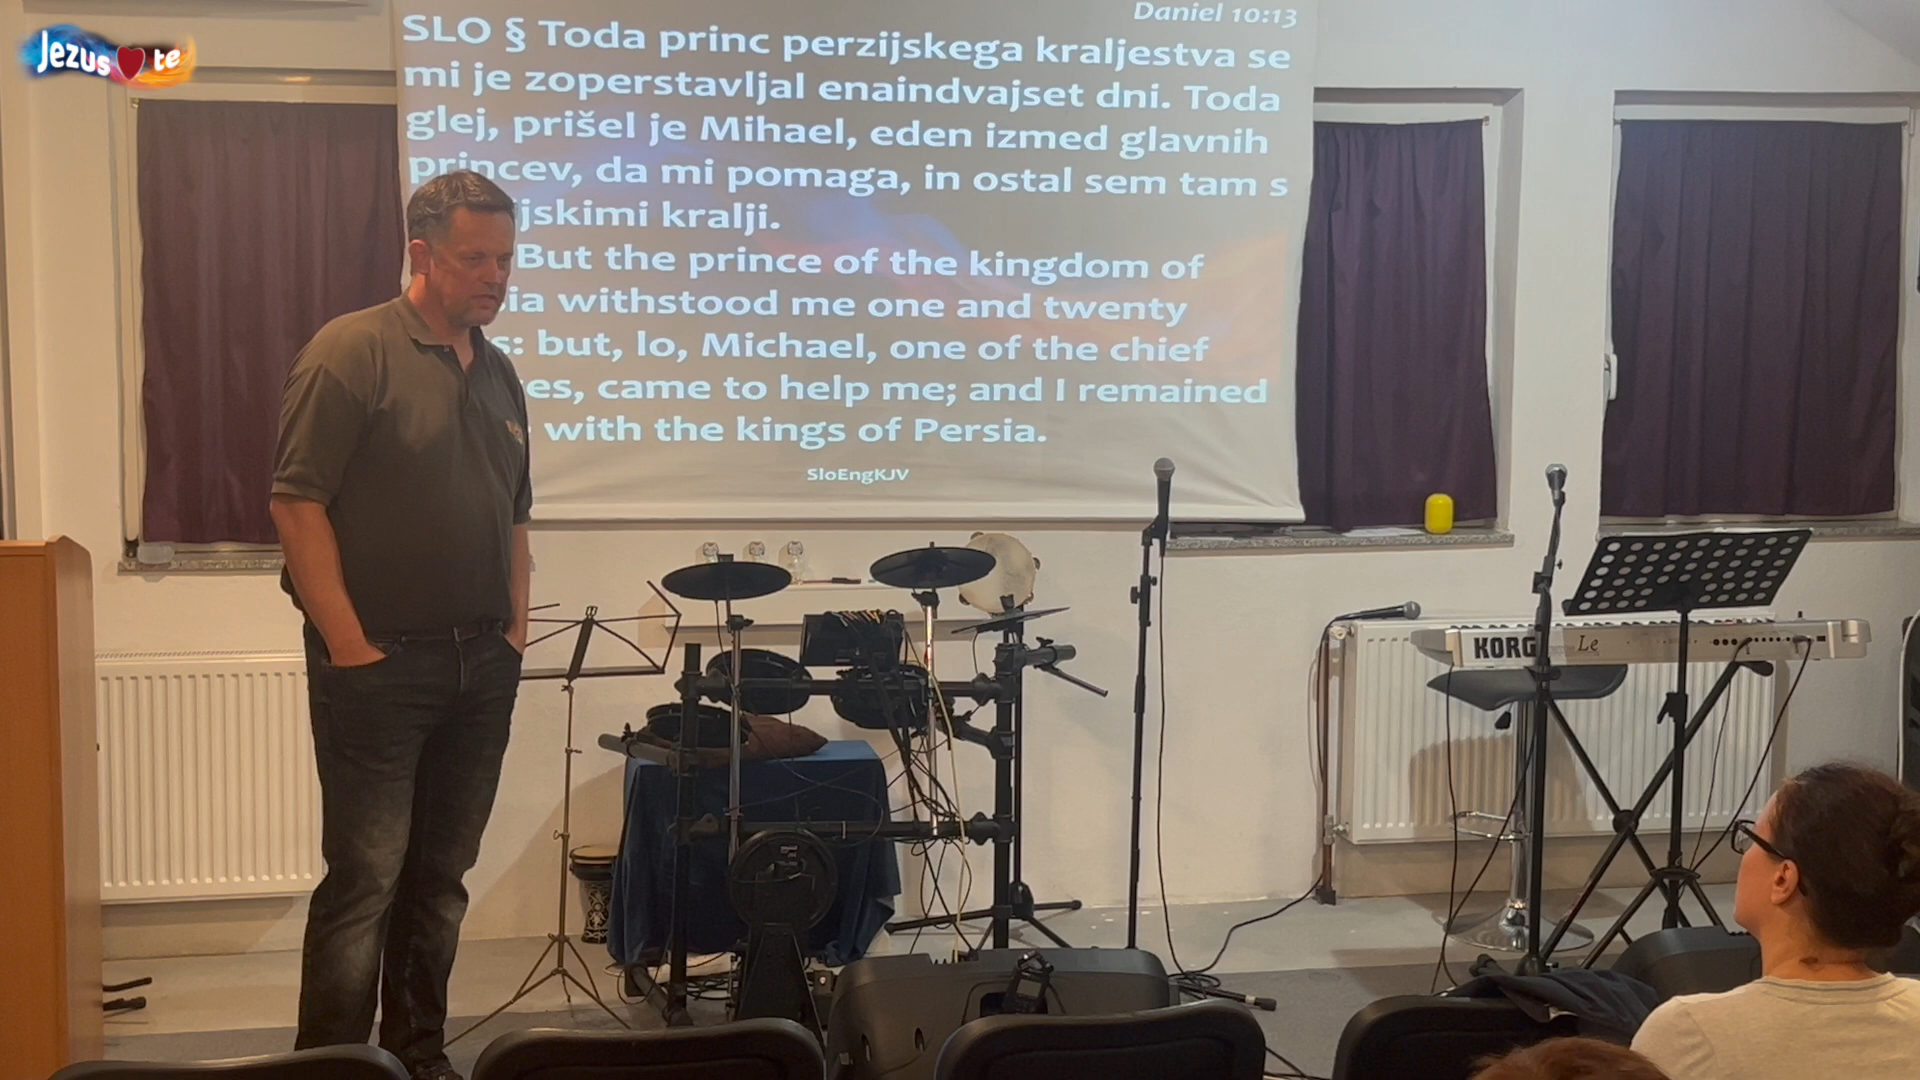 Jezus te
Daniel 10:13
SLO § Toda princ perzijskega kraljestva se
mi je zoperstavljal enaindvajset dni. Toda
glej, prišel je Mihael, eden izmed glavnih
princev, da mi pomaga, in ostal sem tam s
ijskimi kralji.
But the prince of the kingdom of
ia withstood me one and twenty
s: but, lo, Michael, one of the chief
es, came to help me; and I remained
with the kings of Persia.
SloEngKJV
KORG Le